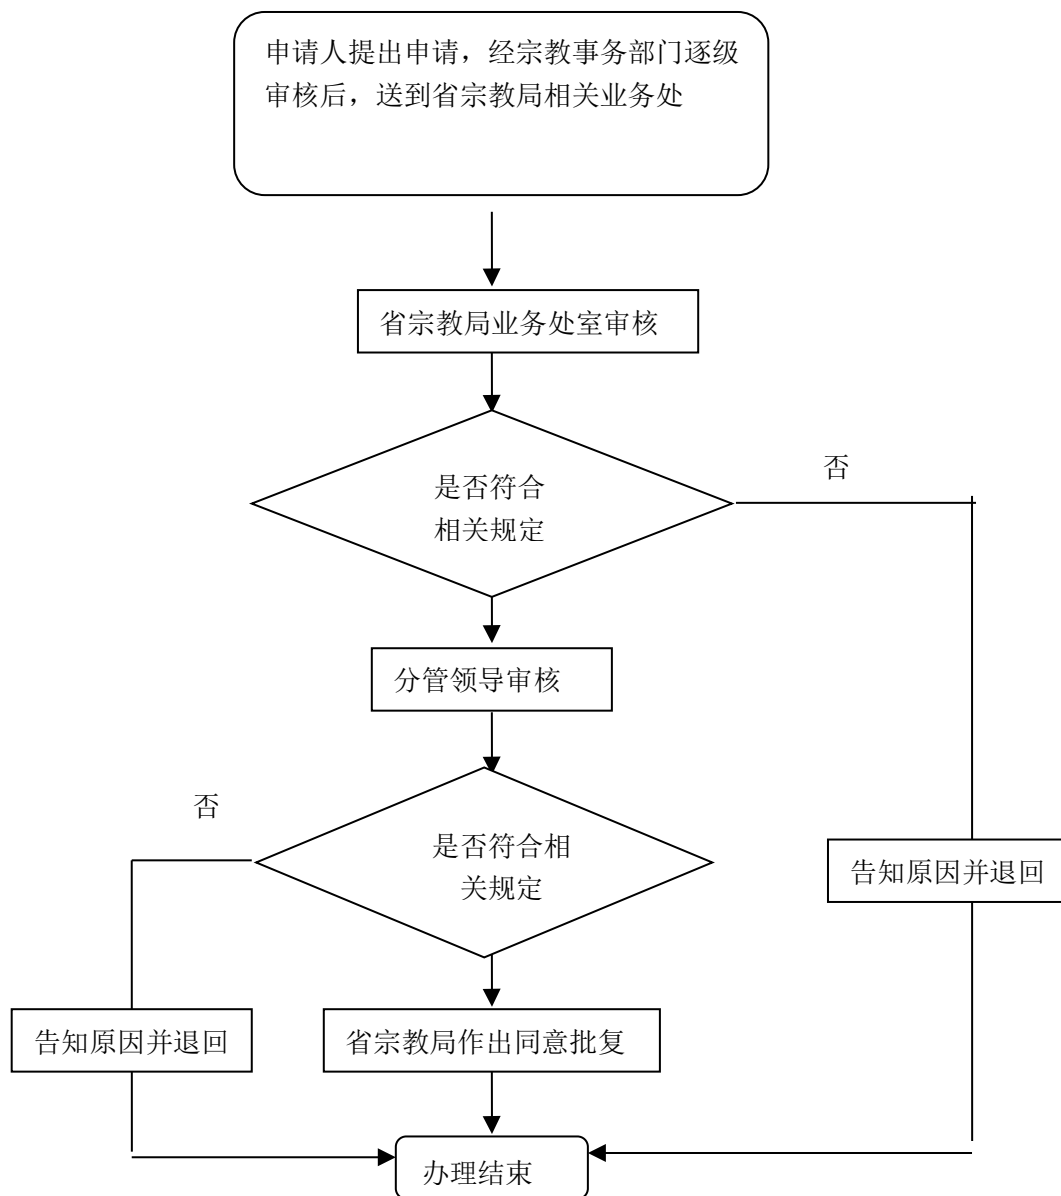 申请人提出申请，经宗教事务部门逐级
审核后，送到省宗教局相关业务处
省宗教局业务处室审核
否
是否符合
相关规定
分管领导审核
否
是否符合相
关规定
告知原因并退回
告知原因并退回
省宗教局作出同意批复
办理结束